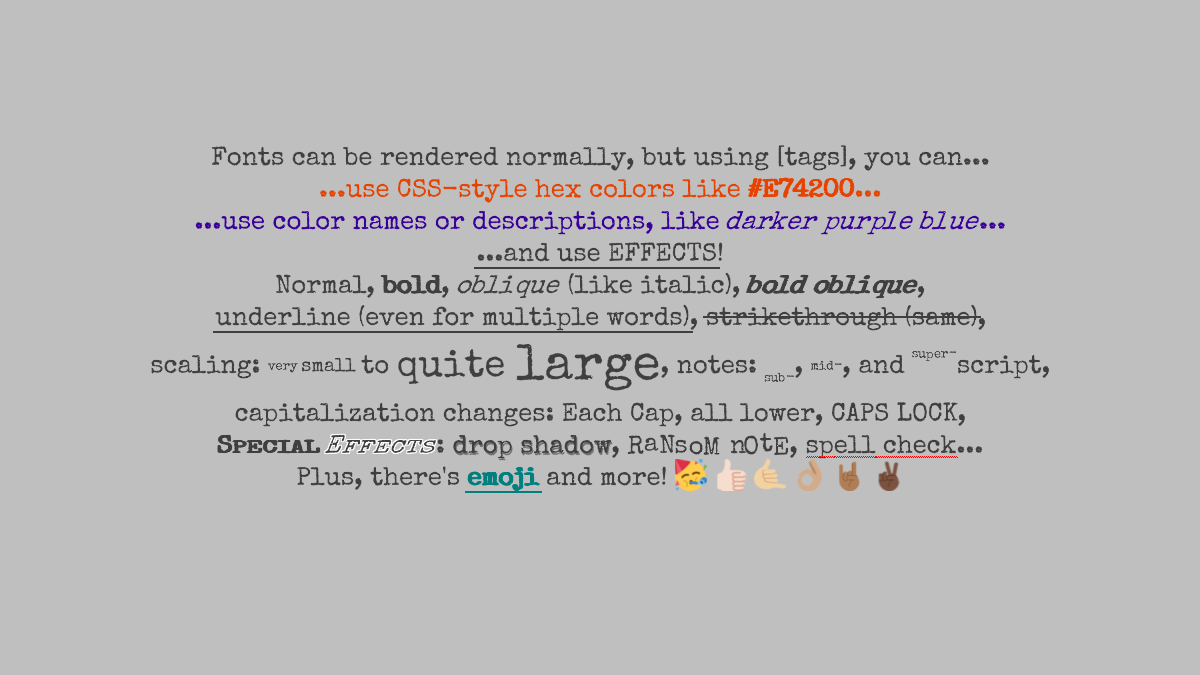 Fonts can be rendered normally, but using [tags], you can...
...use CSS-style hex colors like #E74200...
...use color names or descriptions, like darker purple blue...
...and use EFFECTS!
Normal, bold, oblique (like italic), bold oblique,
underline (even for multiple words), strikethrough (same),
scaling: very small to quite large, notes: sub-, mid-, and super-script,
capitalization changes: Each Cap, all lower, CAPS LOCK,
Special Effects: drop shadow, RaNsoM nOtE, spell check...
Plus, there's emoji and more! 🥳👍🏻🤙🏼👌🏽🤘🏾✌🏿